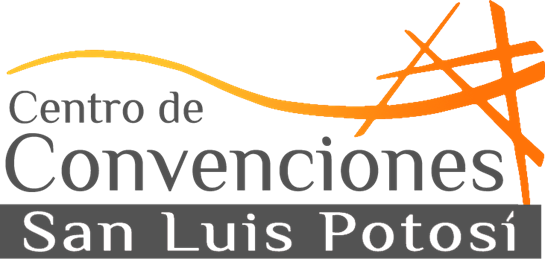 Centro de
Convenciones
San Luis Potosí